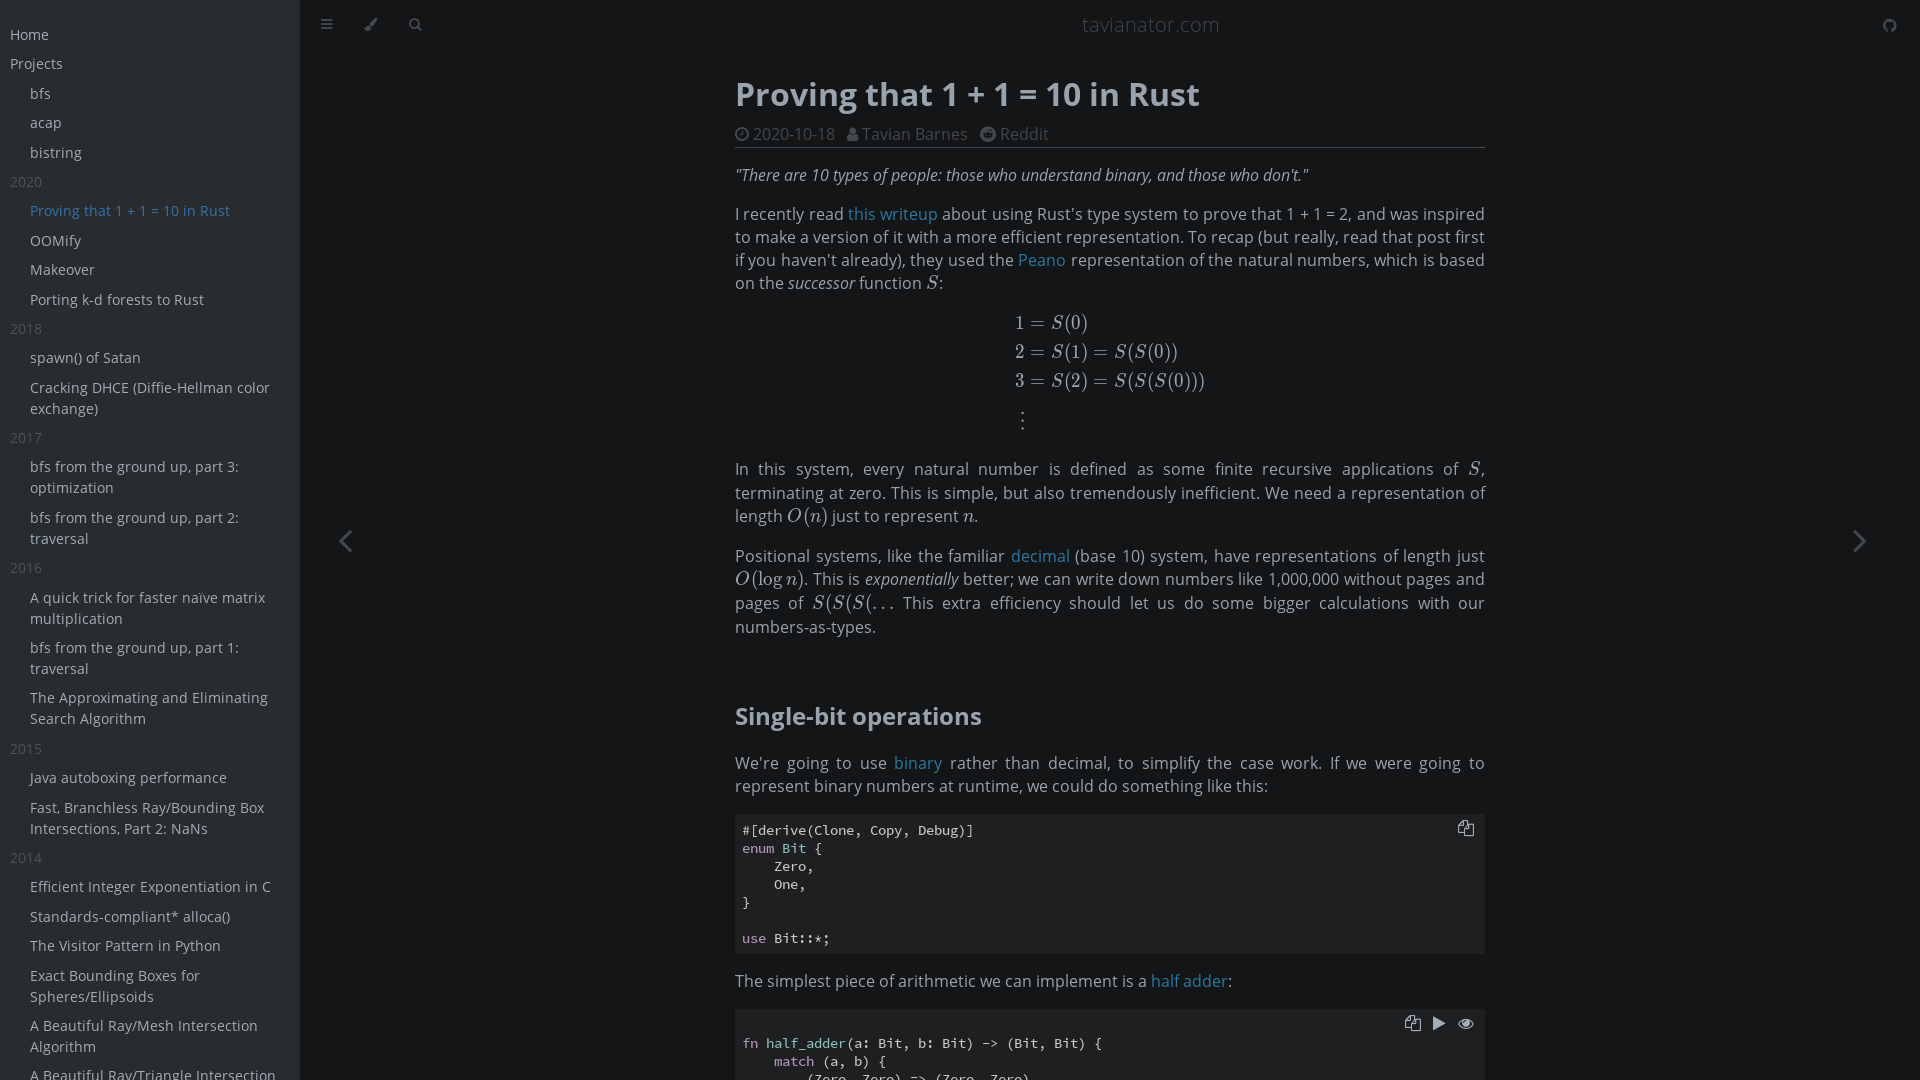 Home
Projects
bfs
acap
bistring
2020
Proving that 1 + 1 = 10 in Rust
OOMify
Makeover
Porting k-d forests to Rust
2018
spawn() of Satan
Cracking DHCE (Diffie-Hellman color
exchange)
2017
bfs from the ground up, part 3:
optimization
bfs from the ground up, part 2:
traversal
2016
A quick trick for faster naïve matrix
multiplication
bfs from the ground up, part 1:
traversal
The Approximating and Eliminating
Search Algorithm
2015
Java autoboxing performance
Fast, Branchless Ray/Bounding Box
Intersections, Part 2: NaNs
2014
Efficient Integer Exponentiation in C
Standards-compliant* alloca()
The Visitor Pattern in Python
Exact Bounding Boxes for
Spheres/Ellipsoids
A Beautiful Ray/Mesh Intersection
Algorithm
A Beautiful Ray/Triangle Intersection
tavianator.com
Proving that 1 + 1 = 10 in Rust
2020-10-18 Tavian Barnes Reddit
"There are 10 types of people: those who understand binary, and those who don't."
I recently read this writeup about using Rust's type system to prove that 1 + 1 = 2, and was inspired
to make a version of it with a more efficient representation. To recap (but really, read that post first
if you haven't already), they used the Peano representation of the natural numbers, which is based
on the successor function S:
1 = S(0)
2 = S(1) = S(S(0))
3 = S(2) = S(S(S(0)))
⋮
In this system, every natural number is defined as some finite recursive applications of S,
terminating at zero. This is simple, but also tremendously inefficient. We need a representation of
length O(n) just to represent n.
Positional systems, like the familiar decimal (base 10) system, have representations of length just
O(log n). This is exponentially better; we can write down numbers like 1,000,000 without pages and
pages of S(S(S(… This extra efficiency should let us do some bigger calculations with our
numbers-as-types.
Single-bit operations
We're going to use binary rather than decimal, to simplify the case work. If we were going to
represent binary numbers at runtime, we could do something like this:
#[derive(Clone, Copy, Debug)]
enum Bit {
    Zero,
    One,
}
use Bit::*;
The simplest piece of arithmetic we can implement is a half adder:
fn half_adder(a: Bit, b: Bit) -> (Bit, Bit) {
    match (a, b) {
        (Zero, Zero) => (Zero, Zero)